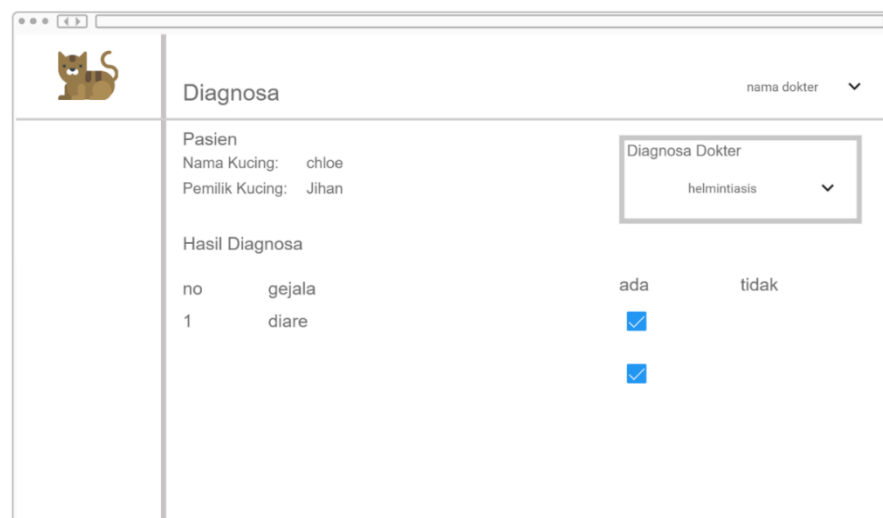 Diagnosa
nama dokter
Pasien
Nama Kucing: chloe
Pemilik Kucing: Jihan
Diagnosa Dokter
helmintiasis
Hasil Diagnosa
no gejala ada tidak
1 diare